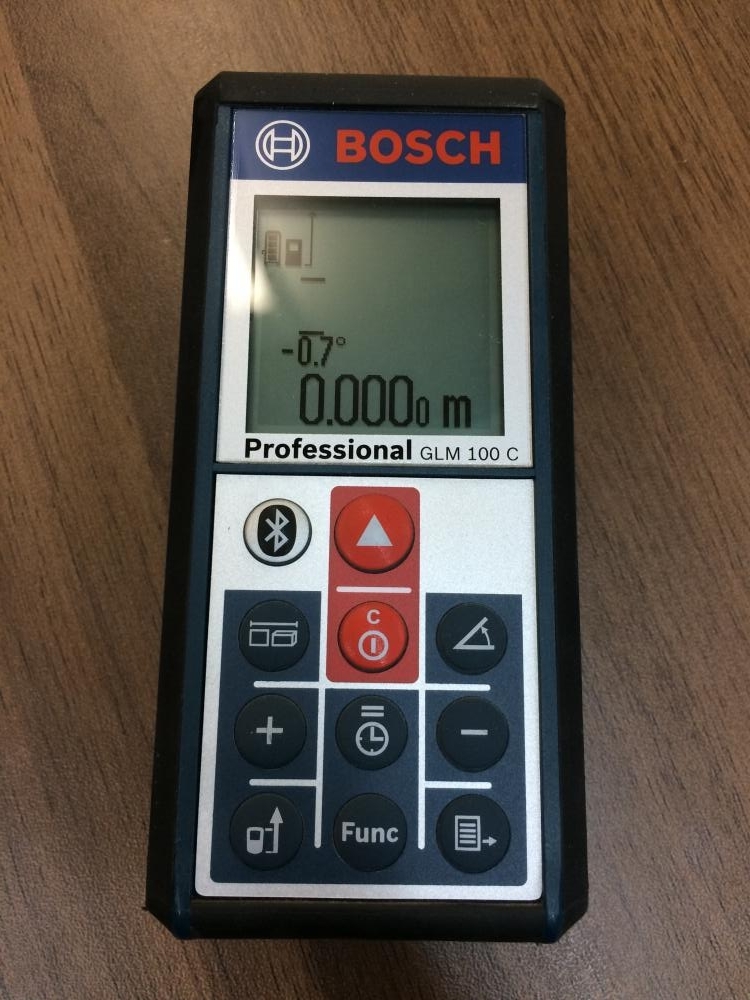 BOSCH
-0.7°
0.0000 m
Professional GLM 100 C
C
+
-
Func